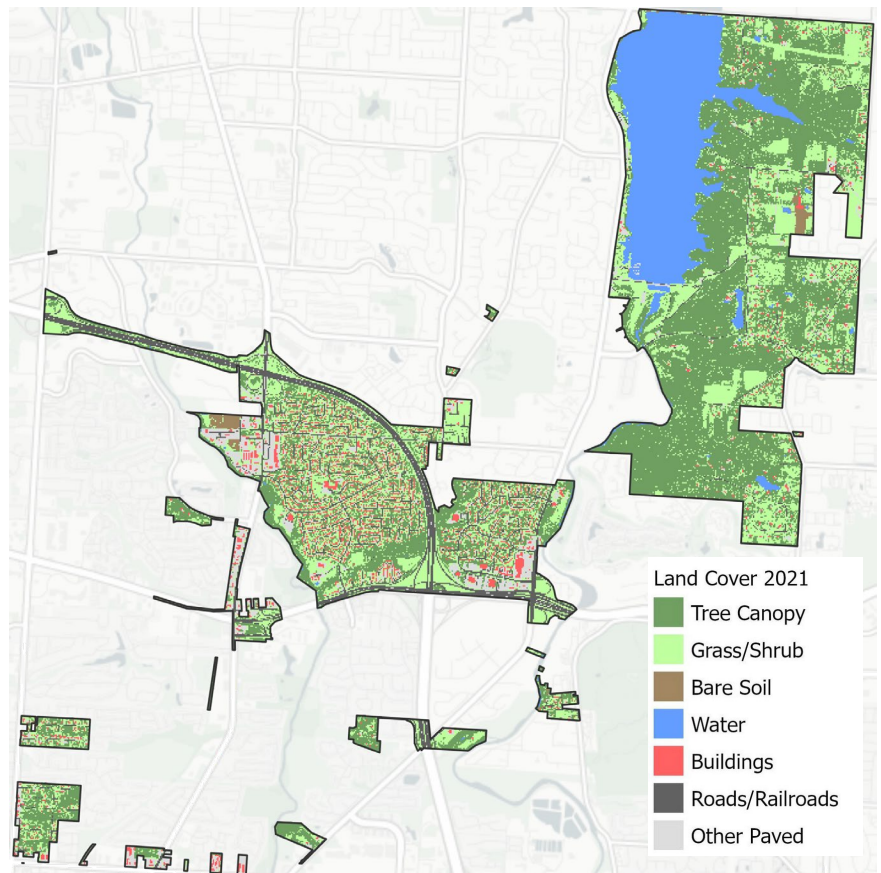 Land Cover 2021
Tree Canopy
Grass/Shrub
Bare Soil
Water
Buildings
Roads/Railroads
Other Paved